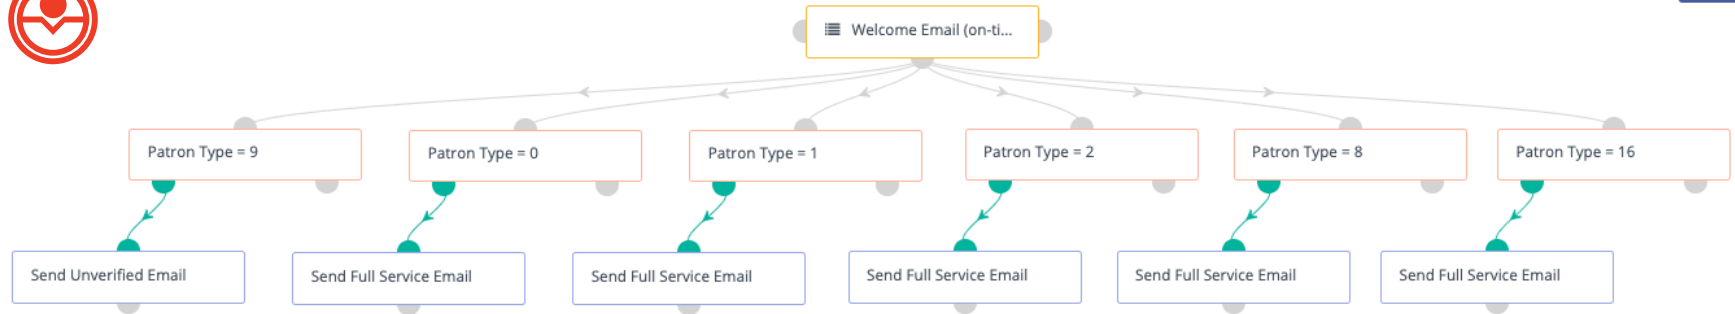 Welcome Email (on-ti...
Patron Type = 9
Patron Type = 0
Patron Type = 1
Patron Type = 2
Patron Type = 8
Patron Type = 16
Send Unverified Email
Send Full Service Email
Send Full Service Email
Send Full Service Email
Send Full Service Email
Send Full Service Email